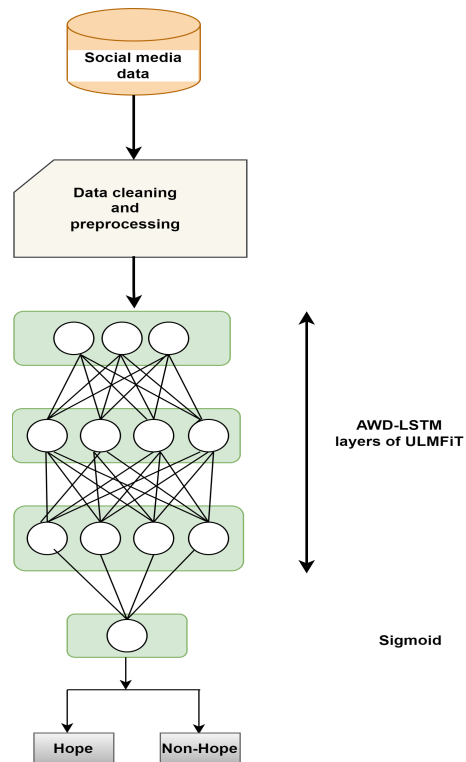 Social media
data
Data cleaning
and
preprocessing
AWD-LSTM
layers of ULMFiT
Sigmoid
Hope
Non-Hope